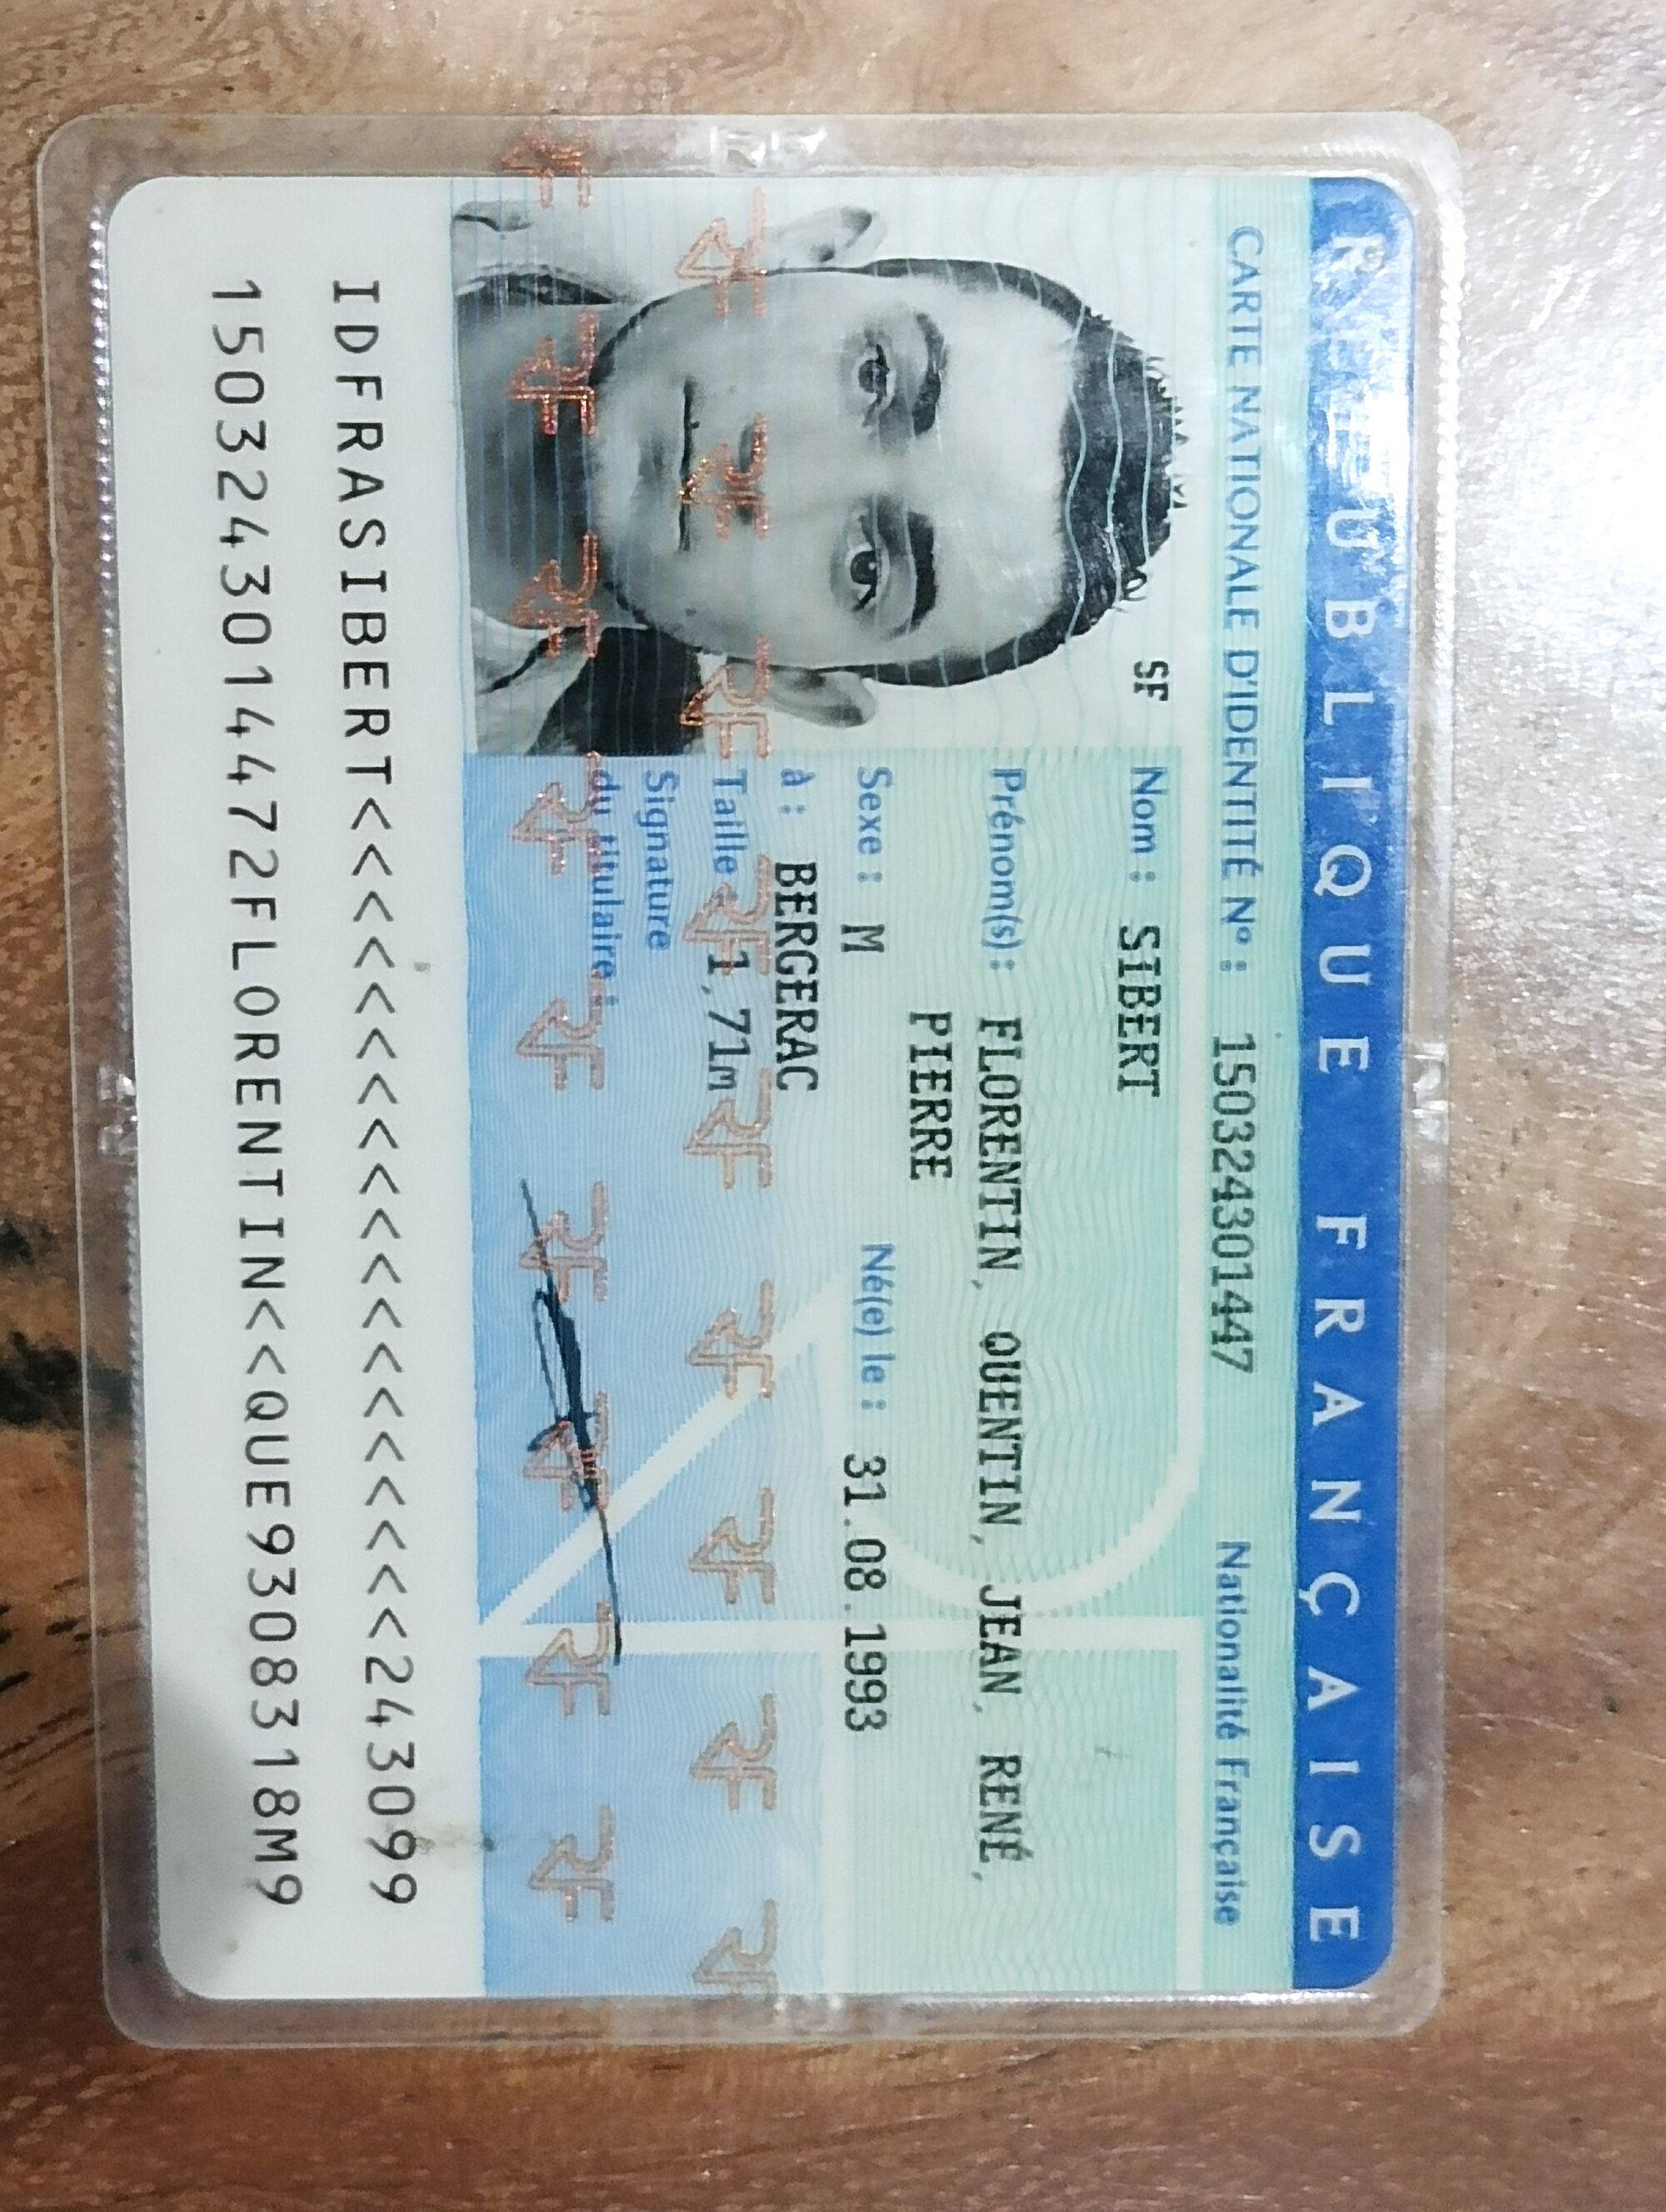 RÉPUBLIQUE FRANÇAISE
CARTE NATIONALE D'IDENTITÉ Nº : 150324301447 Nationalité Française
SF
Nom : SIBERT
Prénom(s) : FLORENTIN, QUENTIN, JEAN, RENÉ,
PIERRE
Sexe : M Né(e) le : 31.08.1993
à : BERGERAC
Taille : 1,71m
Signature
du titulaire :
IDFRASIBERT<<<<<<<<<<<<<<<<<<<<243099
1503243014472FLORENTIN<<QUE9308318M9